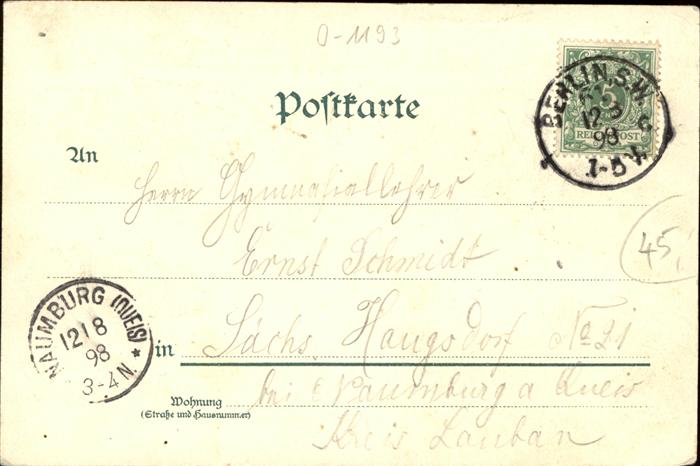 0-1193
Postkarte
5
REICHSPOST
BERLIN, S.W.
12 8
98
1-5 V.
An
Herrn Gymnasiallehrer
Ernst Schmidt
45
in Sächs. Haugsdorf No 21
NAUMBURG (QUEIS)
12 8
98
3-4 N.
Wohnung
(Straße und Hausnummer)
bei Naumburg a Queis
Kreis Lauban